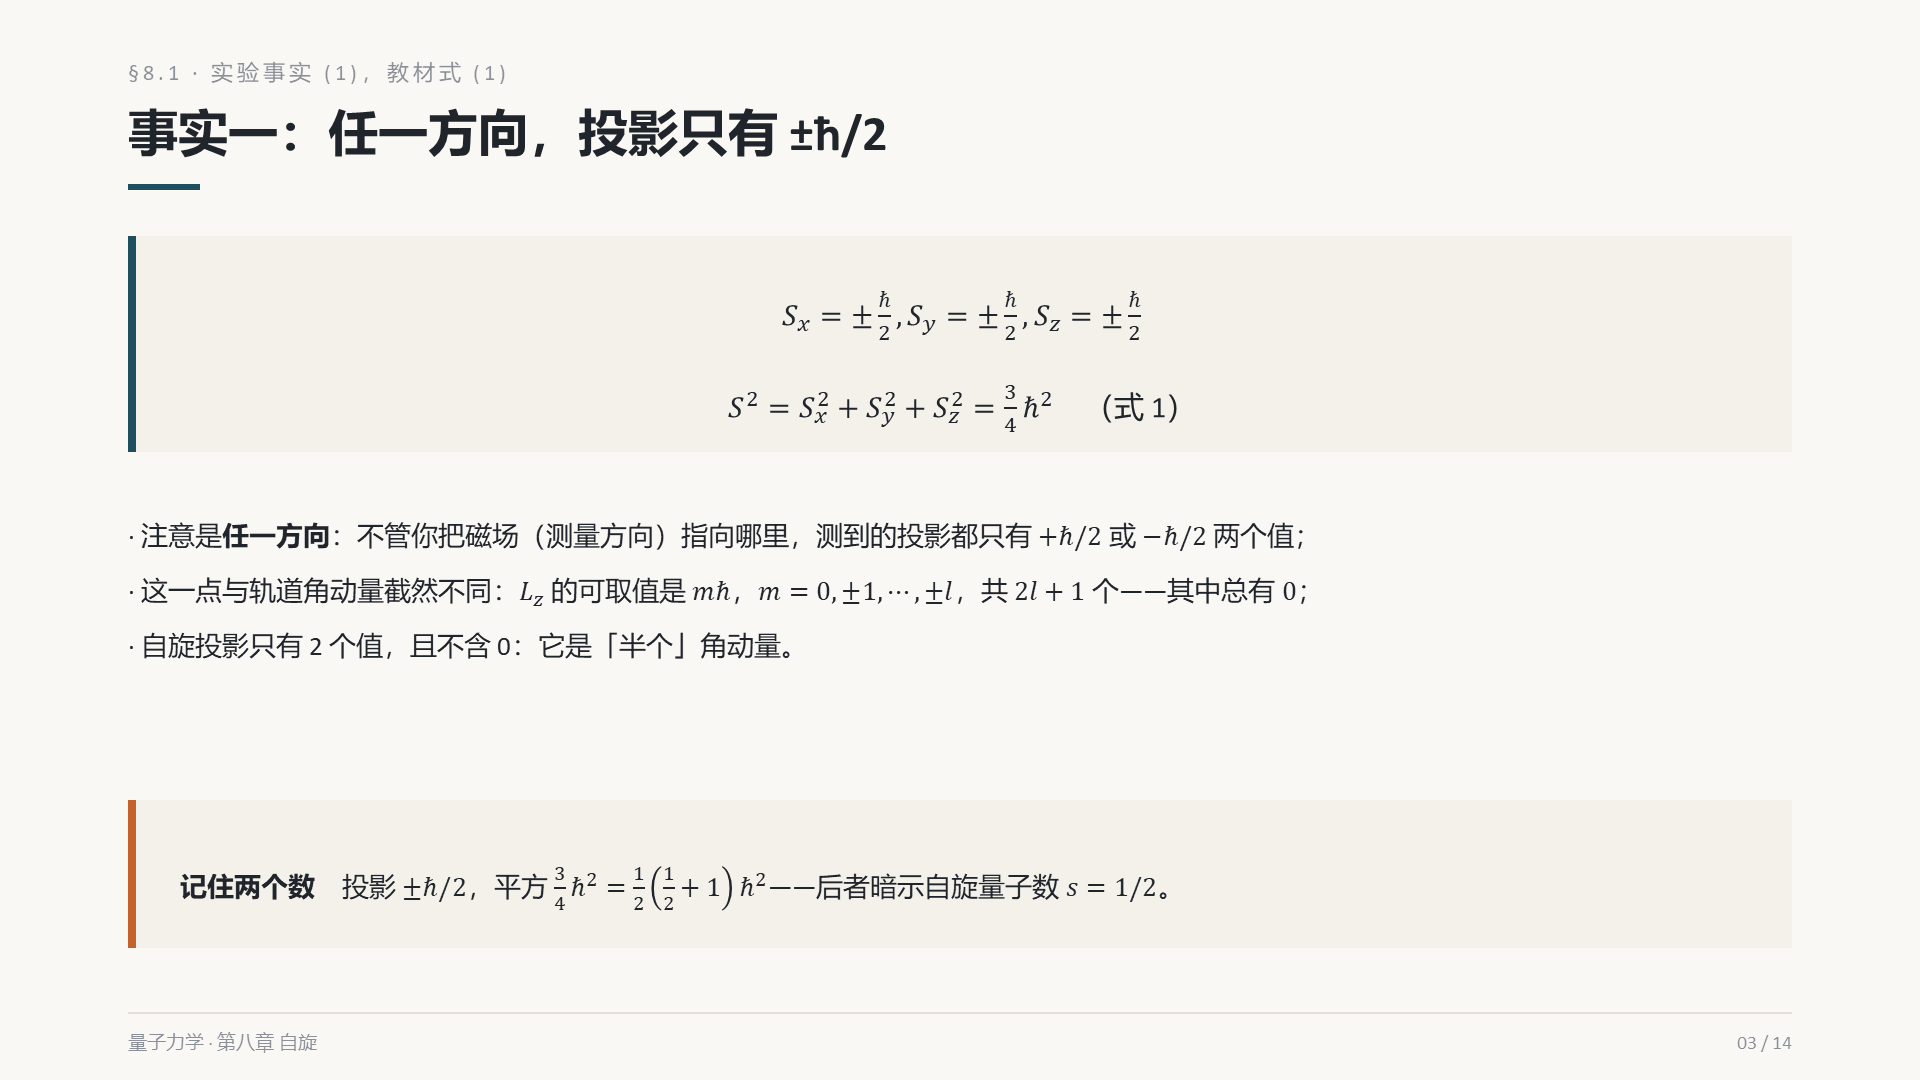 §8.1 · 实验事实 (1)，教材式 (1)
事实一：任一方向，投影只有 ±ħ/2
Sₓ = ±ħ/2, S_y = ±ħ/2, S_z = ±ħ/2
S² = Sₓ² + S_y² + S_z² = 3/4 ħ² （式 1）
· 注意是任一方向：不管你把磁场（测量方向）指向哪里，测到的投影都只有 +ħ/2 或 −ħ/2 两个值；
· 这一点与轨道角动量截然不同：L_z 的可取值是 mħ，m = 0, ±1, ⋯, ±l，共 2l + 1 个——其中总有 0；
· 自旋投影只有 2 个值，且不含 0：它是「半个」角动量。
记住两个数 投影 ±ħ/2，平方 3/4 ħ² = 1/2 (1/2 + 1) ħ²——后者暗示自旋量子数 s = 1/2。
量子力学 · 第八章 自旋
03 / 14